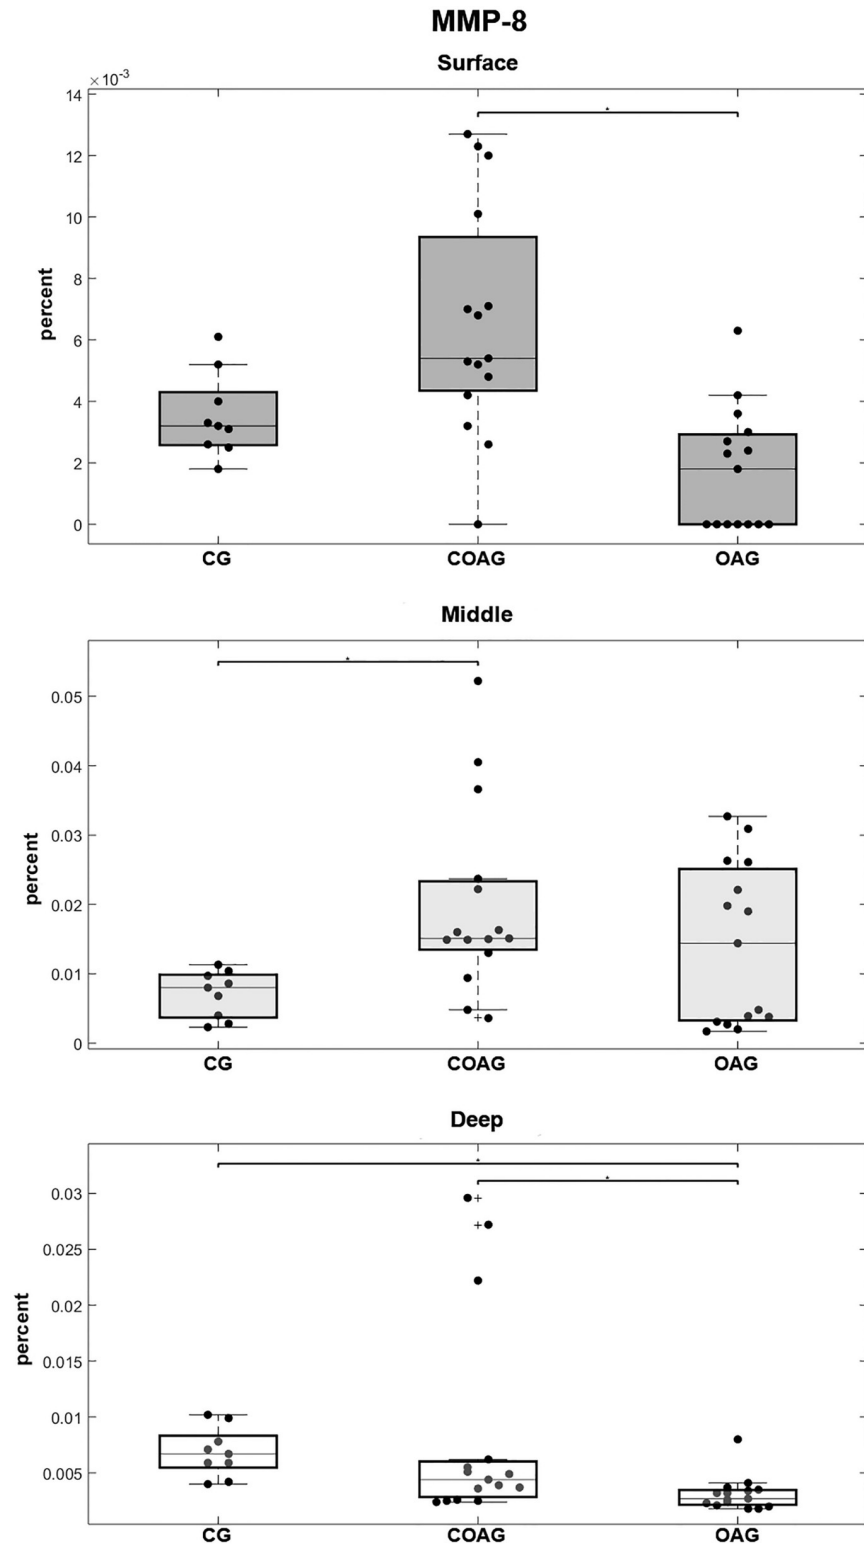 MMP-8
Surface
×10-3
14
*
12
10
8
percent
6
4
2
0
CG COAG OAG
Middle
*
0.05
0.04
0.03
percent
0.02
0.01
0
CG COAG OAG
Deep
*
*
0.03
0.025
0.02
percent
0.015
0.01
0.005
CG COAG OAG